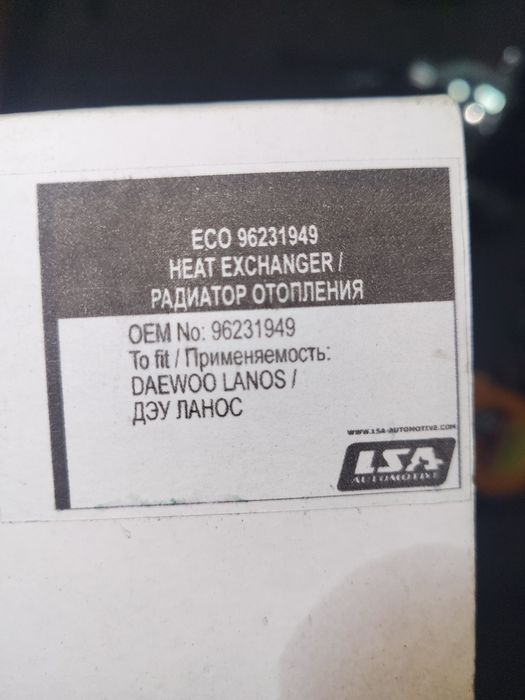 ECO 96231949
HEAT EXCHANGER /
РАДИАТОР ОТОПЛЕНИЯ
OEM No: 96231949
To fit / Применяемость:
DAEWOO LANOS /
ДЭУ ЛАНОС
WWW.LSA-AUTOMOTIVE.COM
LSA
AUTOMOTIVE